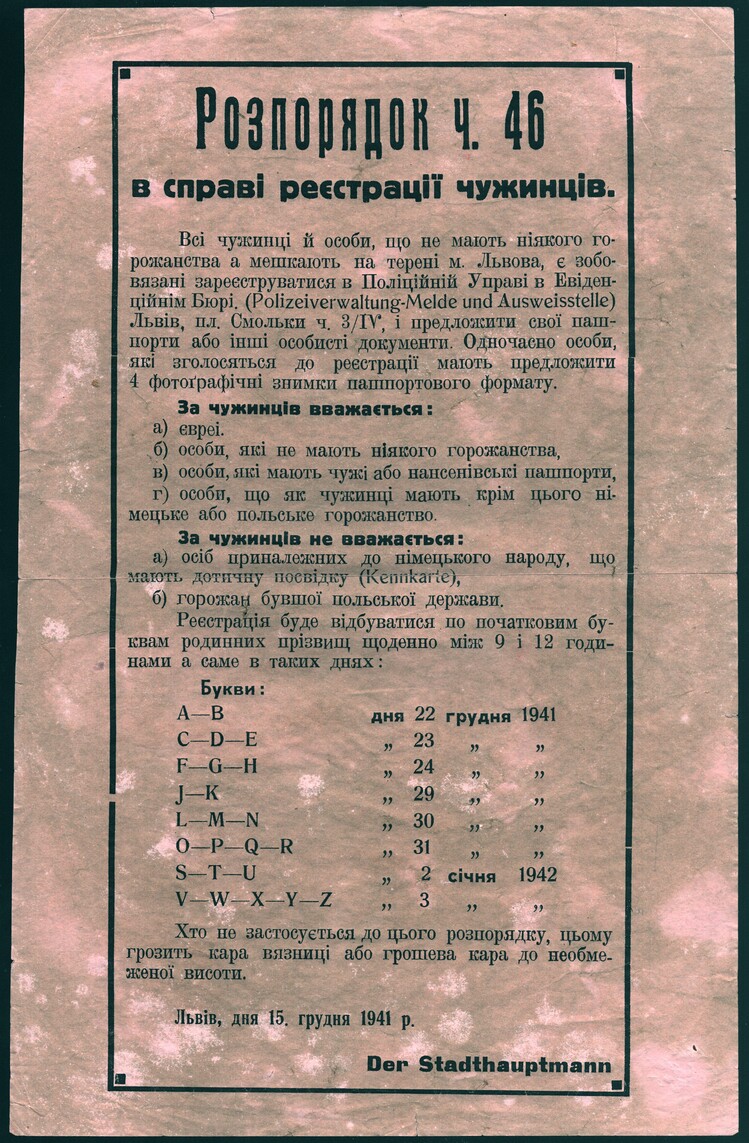 Розпорядок ч. 46
в справі реєстрації чужинців.
Всі чужинці й особи, що не мають ніякого го-
рожанства а мешкають на терені м. Львова, є зобо-
вязані зареєструватися в Поліційній Управі в Евіден-
ційнім Бюрі. (Polizeiverwaltung-Melde und Ausweisstelle)
Львів, пл. Смольки ч. 3/IV, і предложити свої паш-
порти або інші особисті документи. Одночасно особи,
які зголосяться до реєстрації мають предложити
4 фотоґрафічні знимки пашпортового формату.
За чужинців вважається:
а) євреї.
б) особи, які не мають ніякого горожанства,
в) особи, які мають чужі або нансенівські пашпорти,
г) особи, що як чужинці мають крім цього ні-
мецьке або польське горожанство.
За чужинців не вважається:
а) осіб приналежних до німецького народу, що
мають дотичну посвідку (Kennkarte),
б) горожан бувшої польської держави.
Реєстрація буде відбуватися по початковим бу-
квам родинних прізвищ щоденно між 9 і 12 годи-
нами а саме в таких днях:
Букви:
A—B дня 22 грудня 1941
C—D—E „ 23 „ „
F—G—H „ 24 „ „
J—K „ 29 „ „
L—M—N „ 30 „ „
O—P—Q—R „ 31 „ „
S—T—U „ 2 січня 1942
V—W—X—Y—Z „ 3 „ „
Хто не застосується до цього розпорядку, цьому
грозить кара вязниці або грошева кара до необме-
женої висоти.
Львів, дня 15. грудня 1941 р.
Der Stadthauptmann